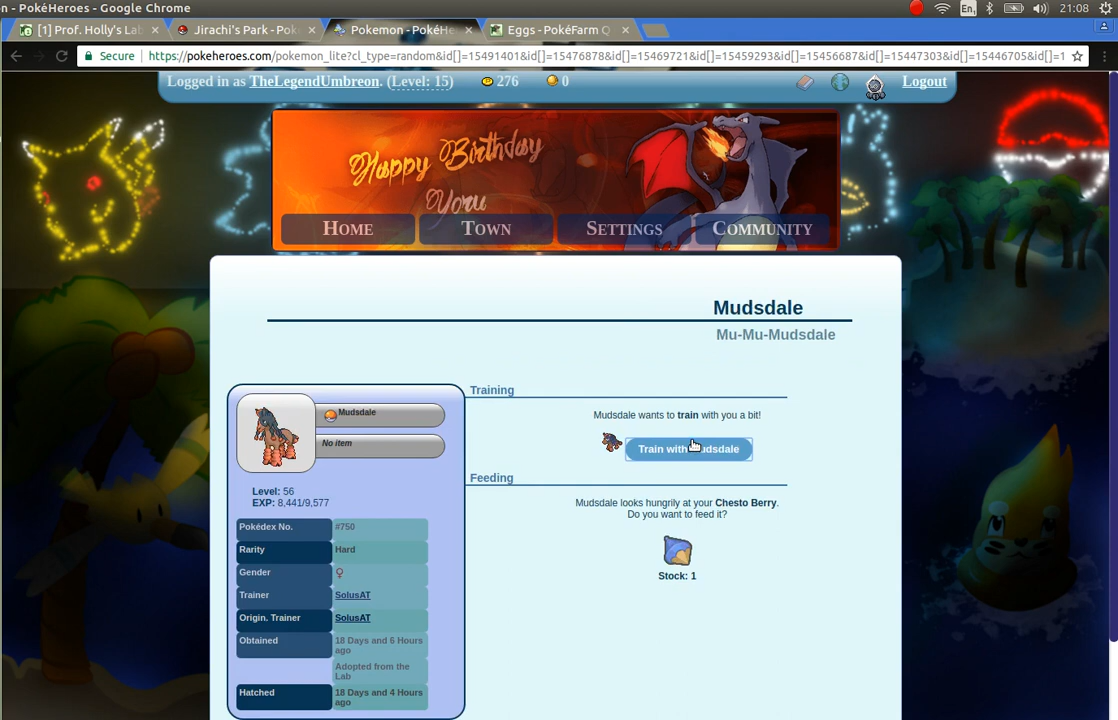 n - PokéHeroes - Google Chrome
En
21:08
[1] Prof. Holly's La
Jirachi's Park - Pok
Pokemon - PokéHe
Eggs - PokéFarm Q
Secure
https://pokeheroes.com/pokemon_lite?cl_type=random&id[]=15491401&id[]=15469721&id[]=15476878&id[]=15459293&id[]=15456687&id[]=15447303&id[]=15446705&id[]=1
Logged in as TheLegendUmbreon. (Level: 15)
276
0
Logout
Happy Birthday
Yoru
Home
Town
Settings
Community
Mudsdale
Mu-Mu-Mudsdale
Mudsdale
No item
Level: 56
EXP: 8,441/9,577
Pokédex No. #750
Rarity Hard
Gender ♀
Trainer SolusAT
Origin. Trainer SolusAT
Obtained 18 Days and 6 Hours
ago
Adopted from the
Lab
Hatched 18 Days and 4 Hours
ago
Training
Mudsdale wants to train with you a bit!
Train with Mudsdale
Feeding
Mudsdale looks hungrily at your Chesto Berry.
Do you want to feed it?
Stock: 1